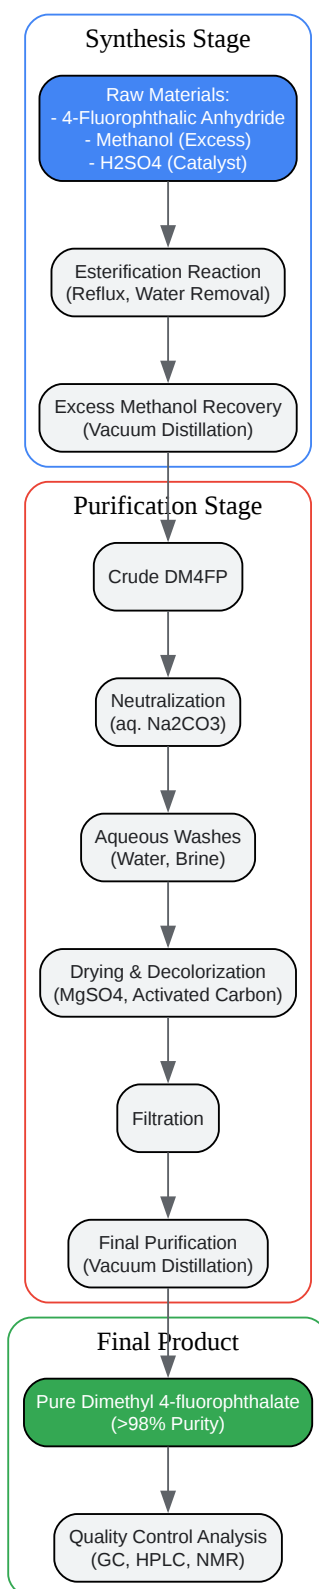 Synthesis Stage
Raw Materials:
- 4-Fluorophthalic Anhydride
- Methanol (Excess)
- H2SO4 (Catalyst)
Esterification Reaction
(Reflux, Water Removal)
Excess Methanol Recovery
(Vacuum Distillation)
Purification Stage
Crude DM4FP
Neutralization
(aq. Na2CO3)
Aqueous Washes
(Water, Brine)
Drying & Decolorization
(MgSO4, Activated Carbon)
Filtration
Final Purification
(Vacuum Distillation)
Final Product
Pure Dimethyl 4-fluorophthalate
(>98% Purity)
Quality Control Analysis
(GC, HPLC, NMR)